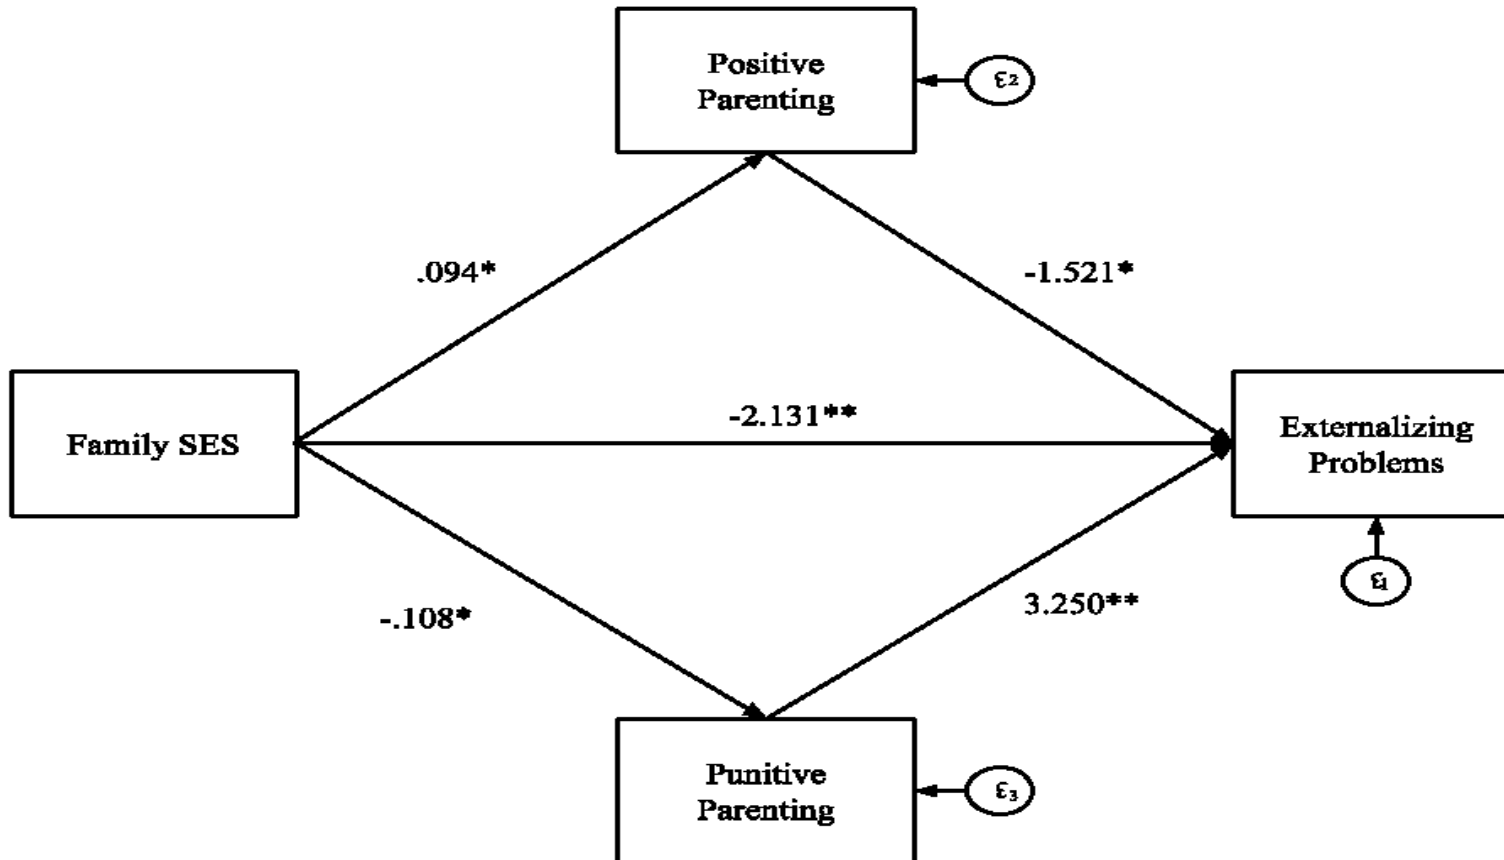 Positive
Parenting
ε2
.094*
-1.521*
Family SES
-2.131**
Externalizing
Problems
ε1
-.108*
3.250**
Punitive
Parenting
ε3